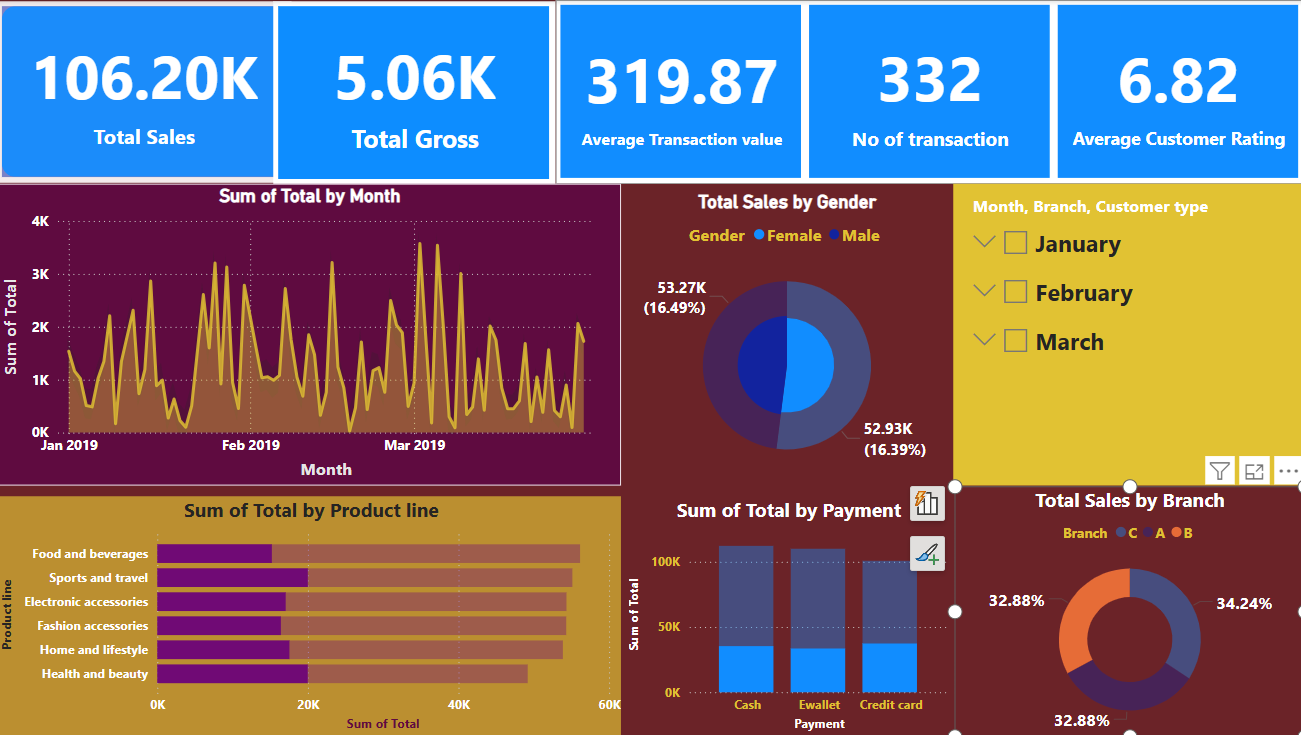 106.20K
Total Sales
5.06K
Total Gross
319.87
Average Transaction value
332
No of transaction
6.82
Average Customer Rating
Sum of Total by Month
4K
3K
2K
1K
0K
Sum of Total
Jan 2019
Feb 2019
Mar 2019
Month
Total Sales by Gender
Gender Female Male
53.27K
(16.49%)
52.93K
(16.39%)
Month, Branch, Customer type
January
February
March
Sum of Total by Product line
Product line
Food and beverages
Sports and travel
Electronic accessories
Fashion accessories
Home and lifestyle
Health and beauty
0K
20K
40K
60K
Sum of Total
Sum of Total by Payment
Sum of Total
100K
50K
0K
Cash
Ewallet
Credit card
Payment
Total Sales by Branch
Branch C A B
32.88%
34.24%
32.88%